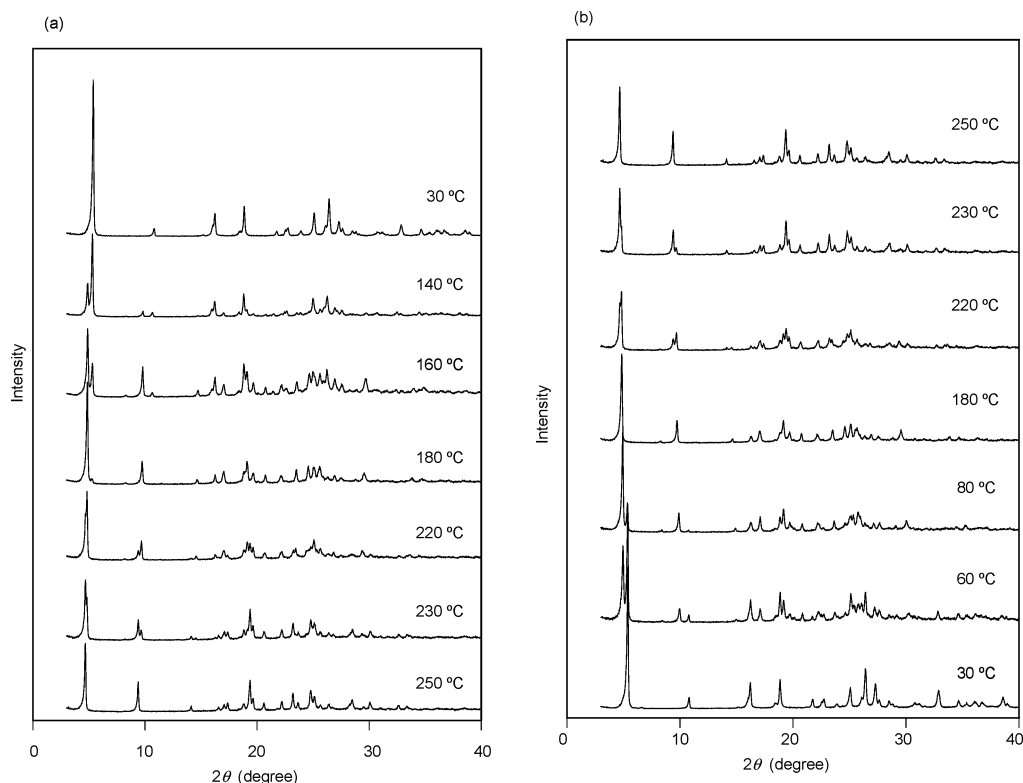 (a)
30 ºC
140 ºC
160 ºC
180 ºC
220 ºC
230 ºC
250 ºC
Intensity
0 10 20 30 40
2θ (degree)
(b)
250 ºC
230 ºC
220 ºC
180 ºC
80 ºC
60 ºC
30 ºC
Intensity
0 10 20 30 40
2θ (degree)